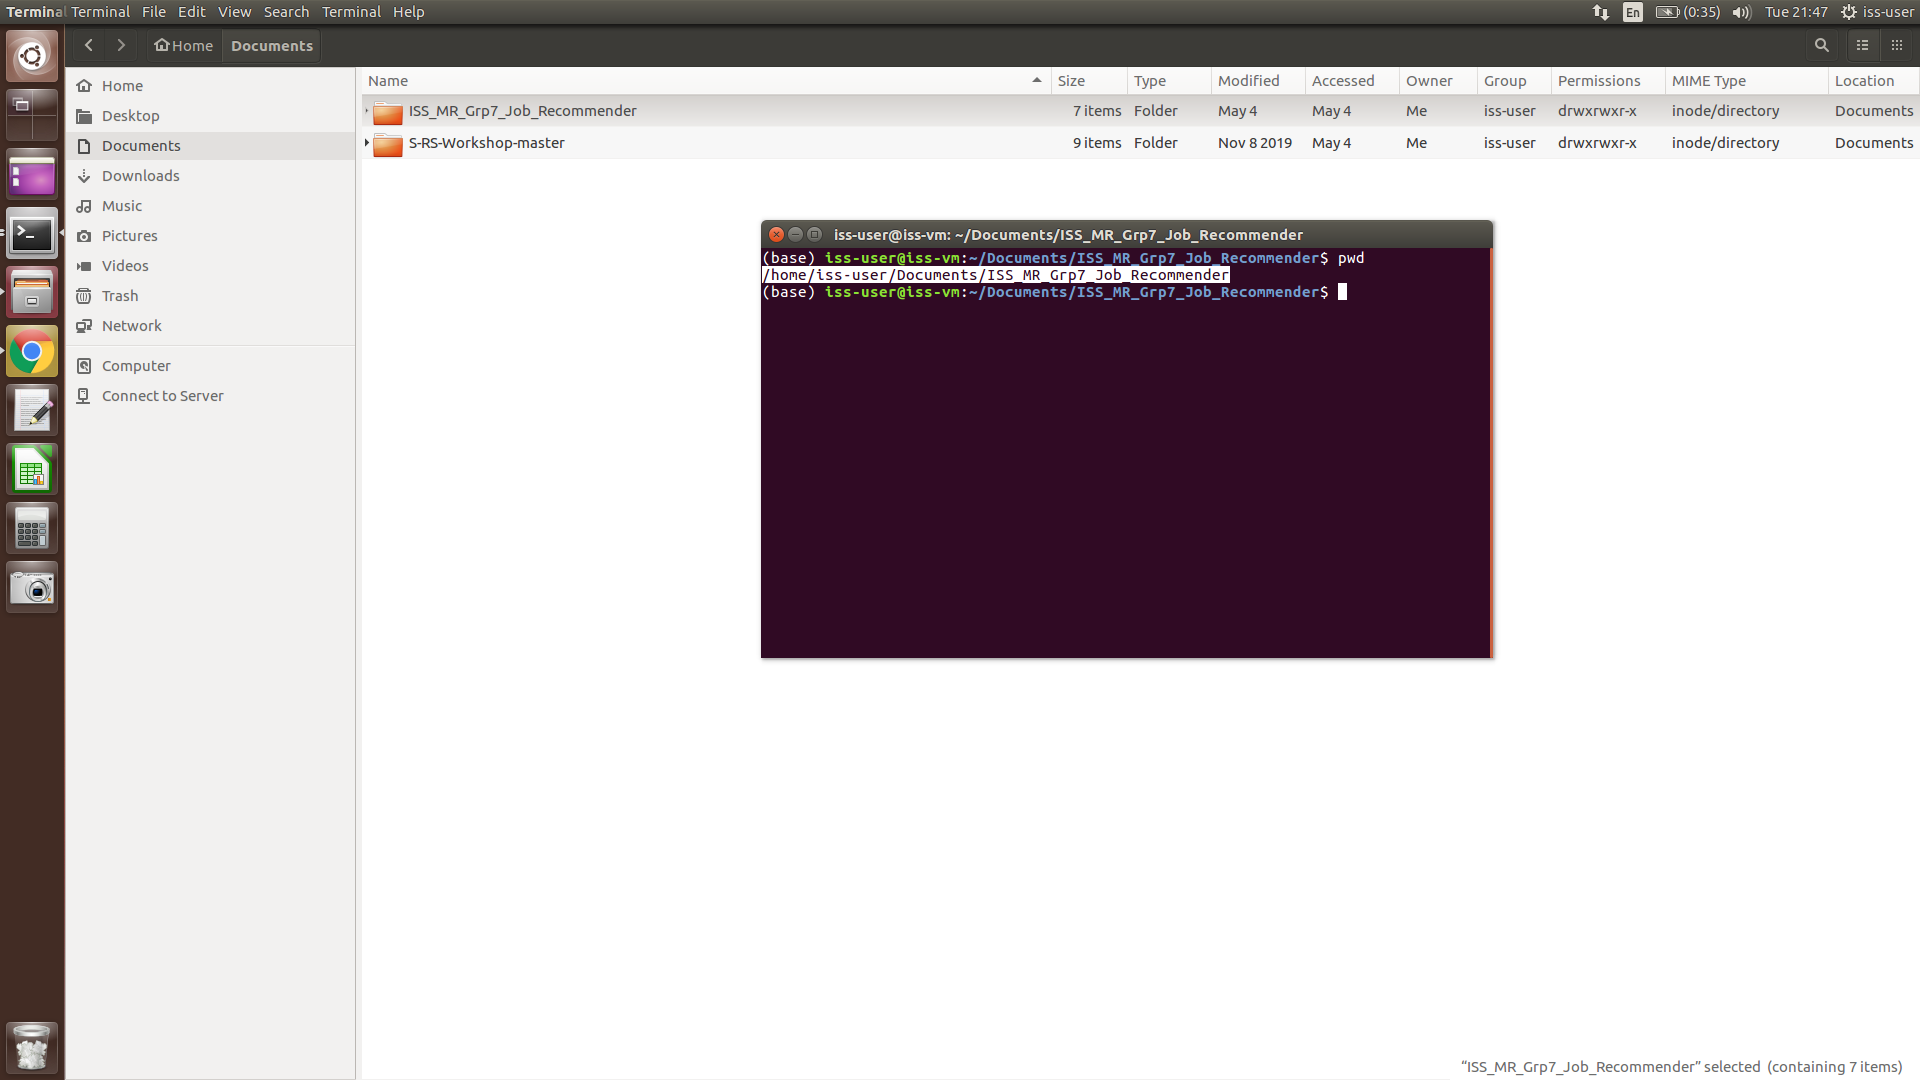 Terminal Terminal File Edit View Search Terminal Help En (0:35) Tue 21:47 iss-user
Home Documents
Home
Desktop
Documents
Downloads
Music
Pictures
Videos
Trash
Network
Computer
Connect to Server
Name Size Type Modified Accessed Owner Group Permissions MIME Type Location
ISS_MR_Grp7_Job_Recommender 7 items Folder May 4 May 4 Me iss-user drwxrwxr-x inode/directory Documents
S-RS-Workshop-master 9 items Folder Nov 8 2019 May 4 Me iss-user drwxrwxr-x inode/directory Documents
iss-user@iss-vm: ~/Documents/ISS_MR_Grp7_Job_Recommender
(base) iss-user@iss-vm:~/Documents/ISS_MR_Grp7_Job_Recommender$ pwd
/home/iss-user/Documents/ISS_MR_Grp7_Job_Recommender
(base) iss-user@iss-vm:~/Documents/ISS_MR_Grp7_Job_Recommender$
“ISS_MR_Grp7_Job_Recommender” selected (containing 7 items)